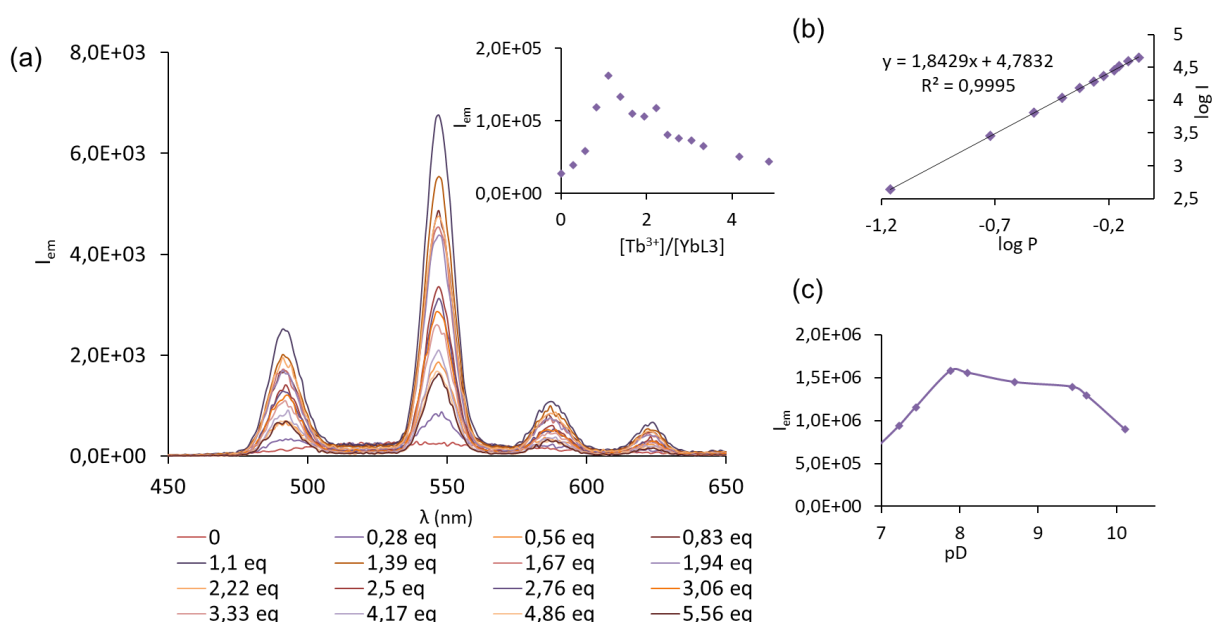 (a)
8,0E+03
6,0E+03
4,0E+03
2,0E+03
0,0E+00
I_em
450 500 550 600 650
λ (nm)
2,0E+05
1,0E+05
0,0E+00
I_em
0 2 4
[Tb³⁺]/[YbL3]
0 0,28 eq 0,56 eq 0,83 eq
1,1 eq 1,39 eq 1,67 eq 1,94 eq
2,22 eq 2,5 eq 2,76 eq 3,06 eq
3,33 eq 4,17 eq 4,86 eq 5,56 eq
(b)
y = 1,8429x + 4,7832
R² = 0,9995
5
4,5
4
3,5
3
2,5
log I
-1,2 -0,7 -0,2
log P
(c)
2,0E+06
1,5E+06
1,0E+06
5,0E+05
0,0E+00
I_em
7 8 9 10
pD